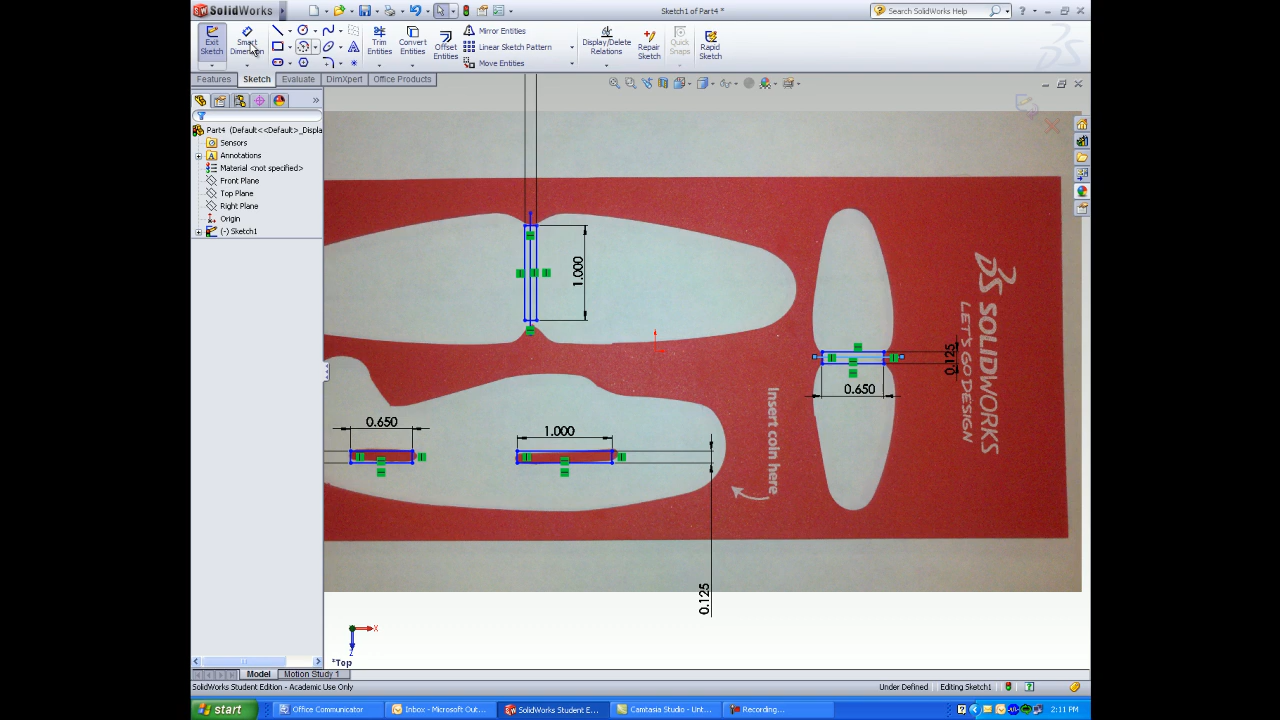 SolidWorks
Sketch1 of Part4 *
Search SolidWorks Help
Exit Sketch
Smart Dimension
Trim Entities
Convert Entities
Offset Entities
Mirror Entities
Linear Sketch Pattern
Move Entities
Display/Delete Relations
Repair Sketch
Quick Snaps
Rapid Sketch
Features
Sketch
Evaluate
DimXpert
Office Products
Part4 (Default<<Default>_Displa
Sensors
Annotations
Material <not specified>
Front Plane
Top Plane
Right Plane
Origin
(-) Sketch1
1.000
0.650
1.000
0.125
0.650
0.125
Insert coin here
SOLIDWORKS
LET'S GO DESIGN
X
Z
*Top
Model
Motion Study 1
SolidWorks Student Edition - Academic Use Only
Under Defined
Editing Sketch1
start
Office Communicator
Inbox - Microsoft Out...
SolidWorks Student E...
Camtasia Studio - Unt...
Recording...
2:11 PM